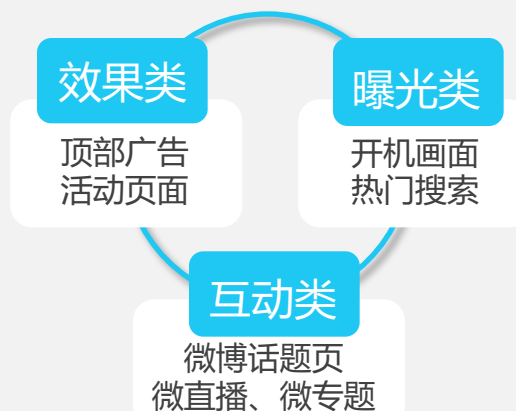 效果类
顶部广告
活动页面
曝光类
开机画面
热门搜索
互动类
微博话题页
微直播、微专题